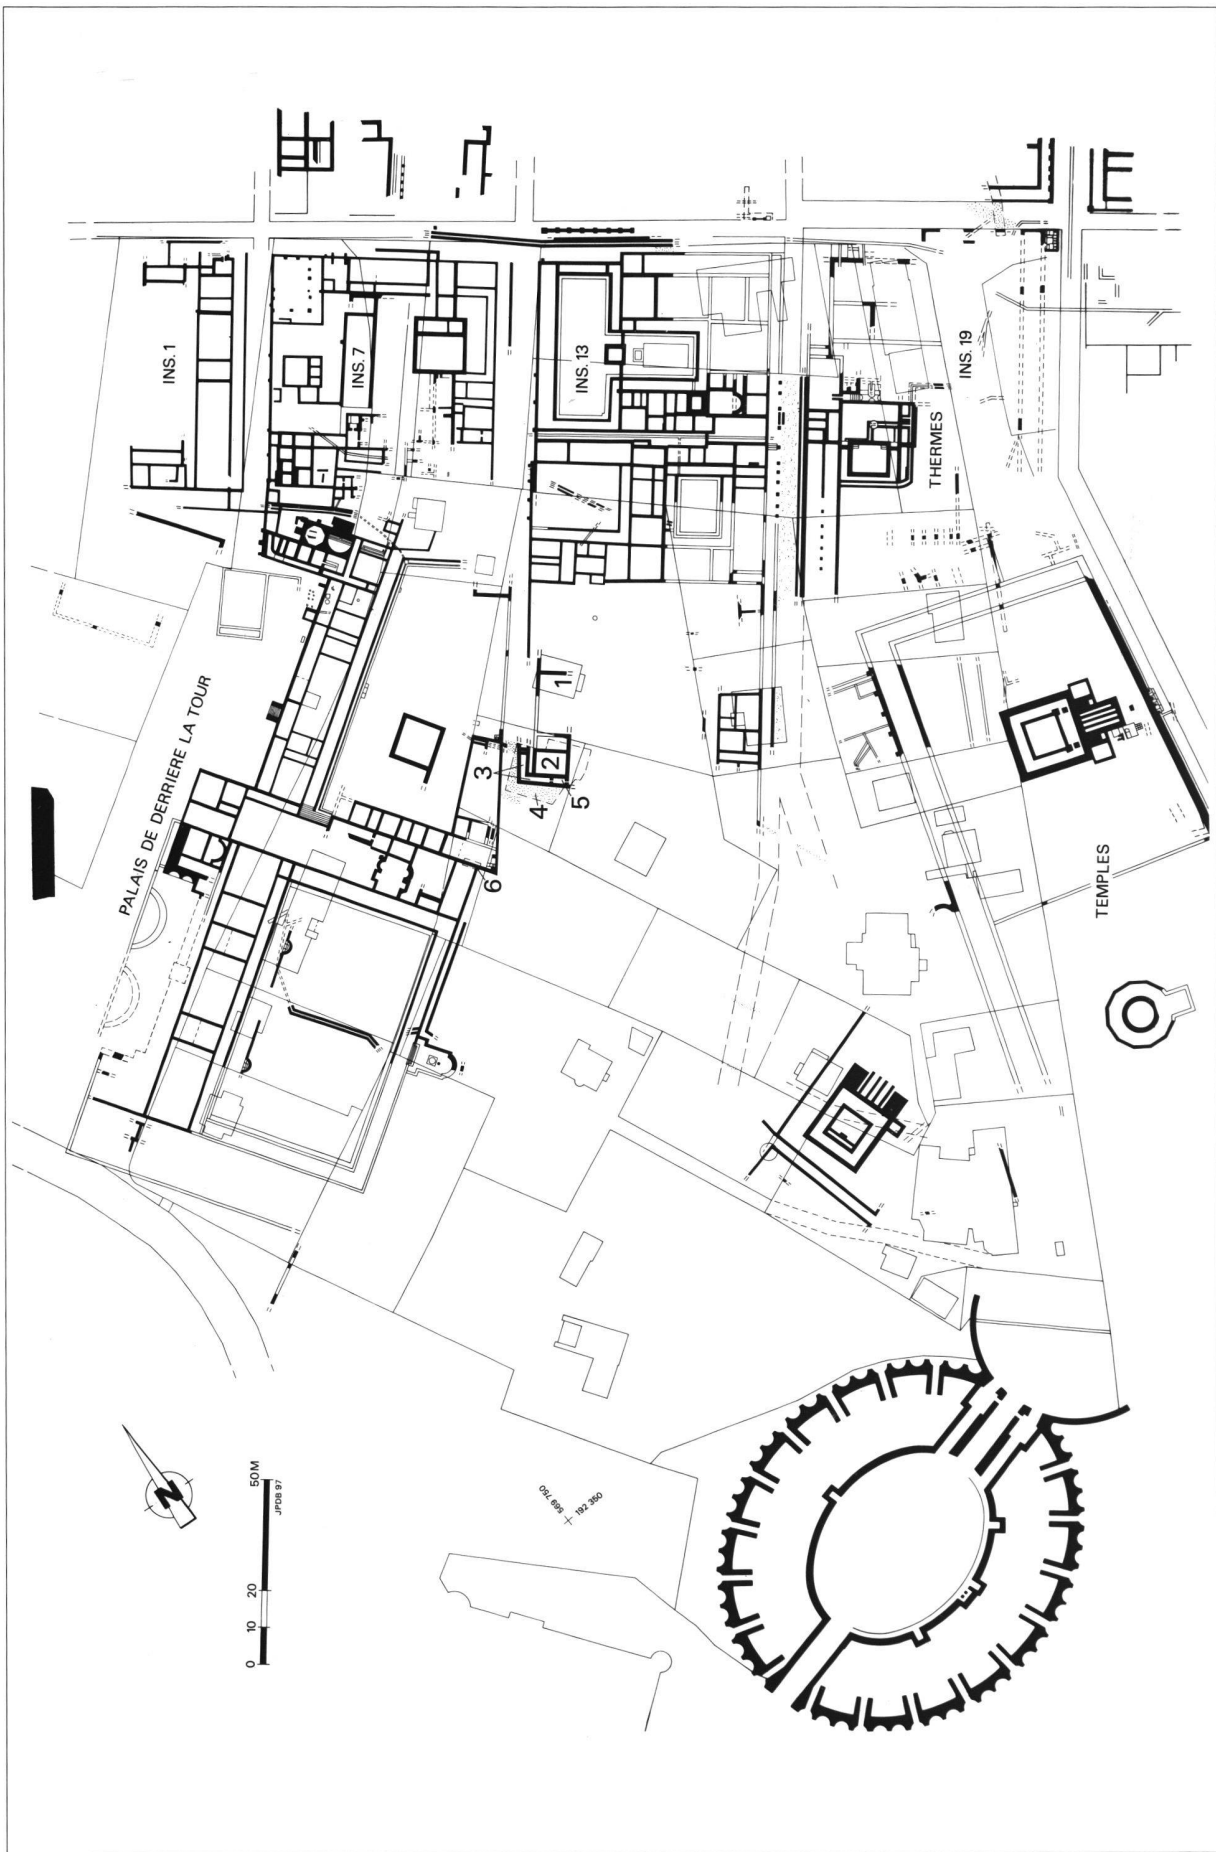 INS. 1
INS. 7
INS. 13
INS. 19
THERMES
PALAIS DE DERRIERE LA TOUR
1
2
3
4
5
6
TEMPLES
N
0 10 20 50 M
JPDB 97
569 750
192 350